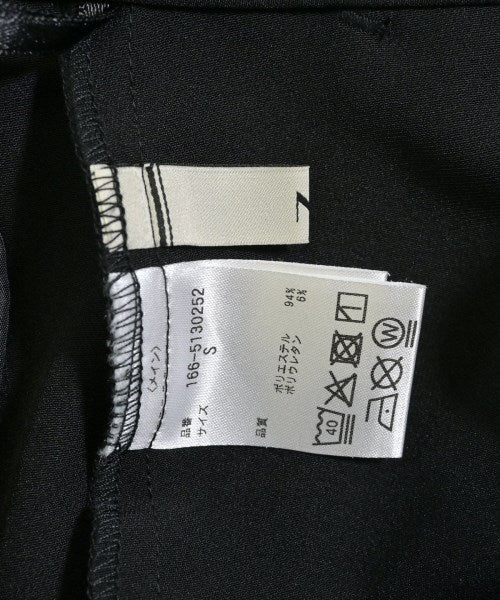 〈メイン〉
品番 166-5130252
サイズ S
品質
ポリエステル 94%
ポリウレタン 6%
40
W